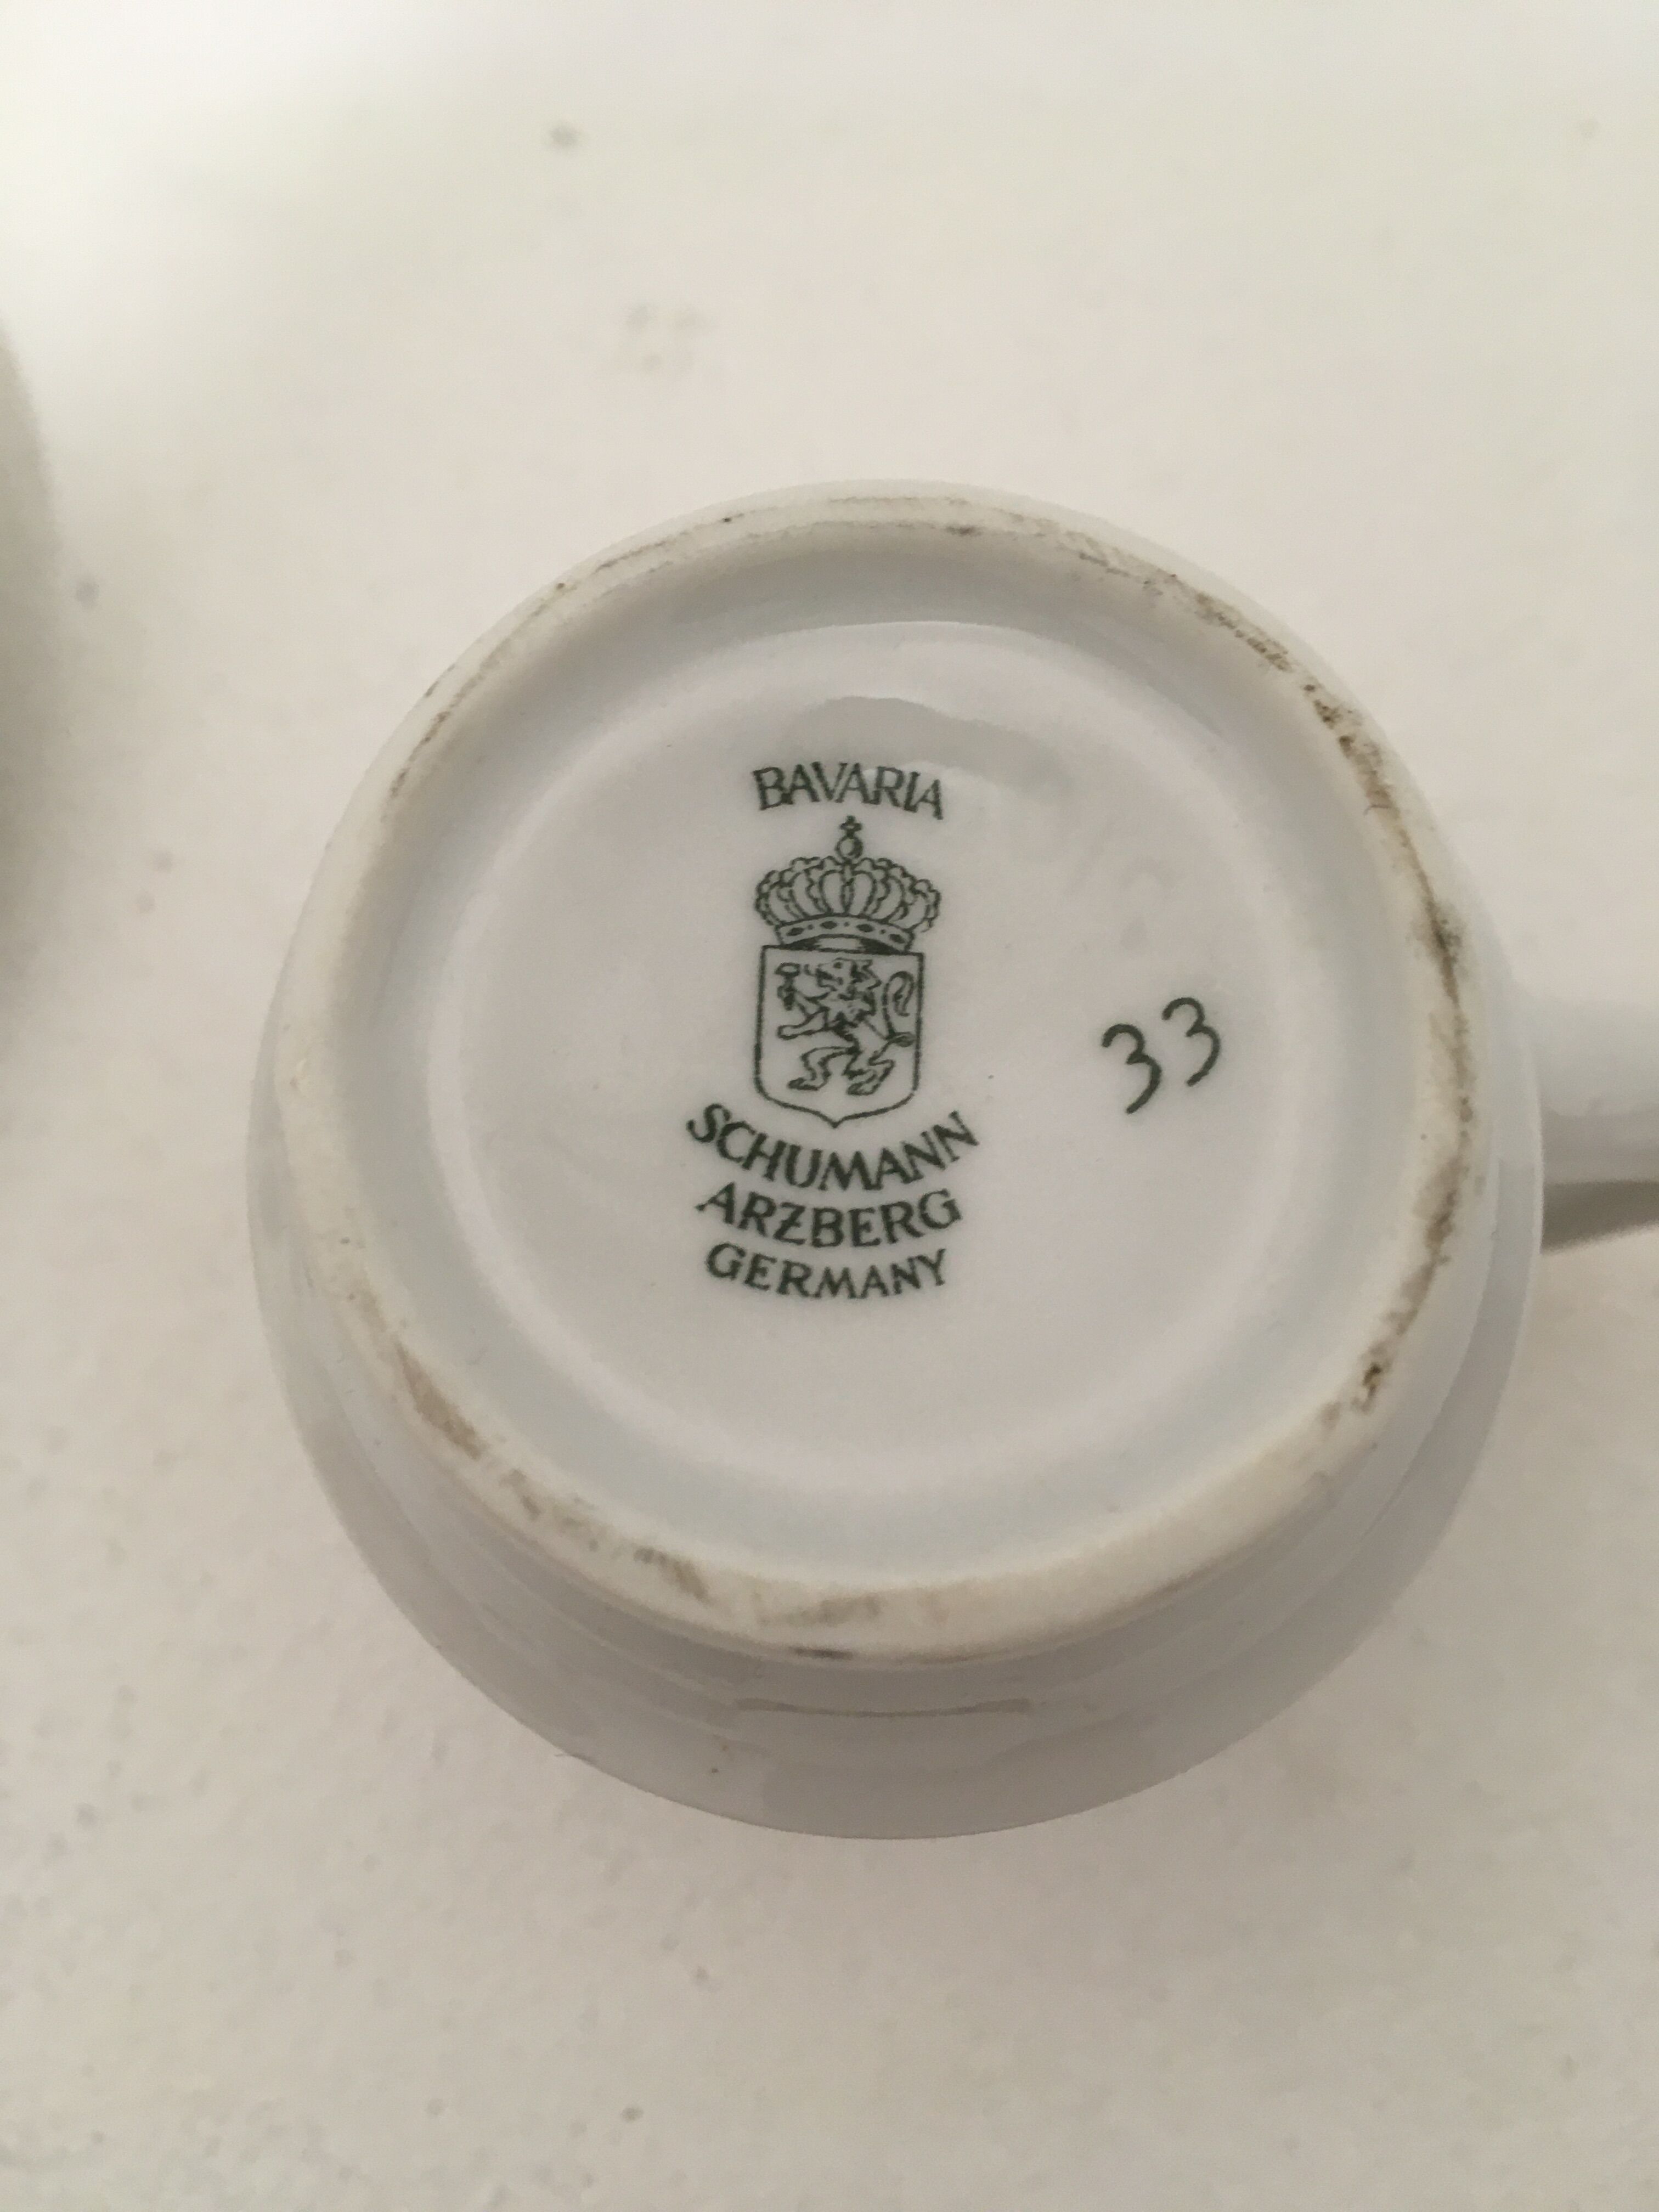 BAVARIA
SCHUMANN
ARZBERG
GERMANY
33